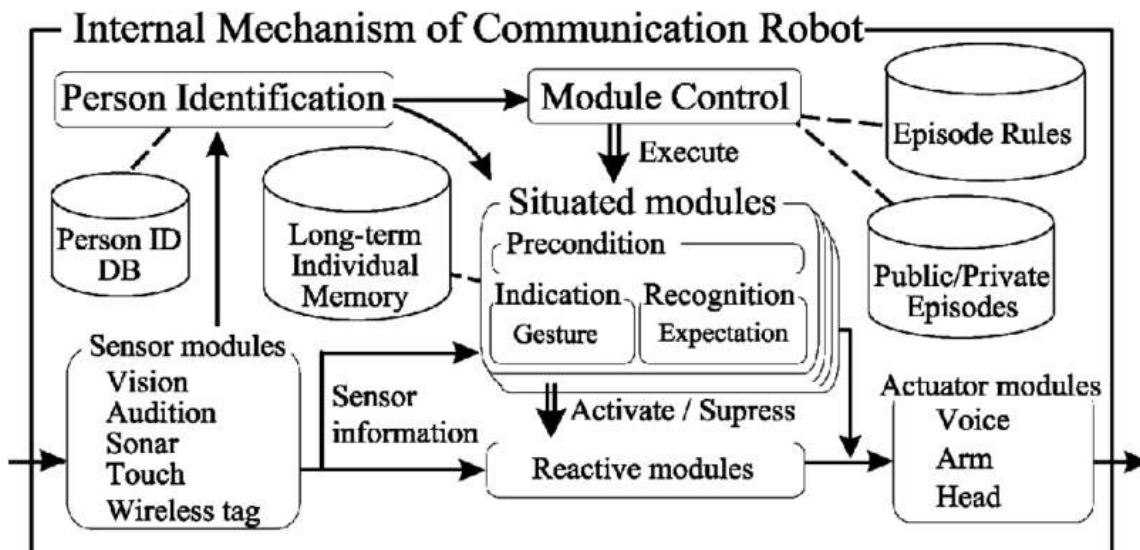 Internal Mechanism of Communication Robot
Person Identification
Module Control
Episode Rules
Execute
Person ID
DB
Long-term
Individual
Memory
Situated modules
Precondition
Indication
Gesture
Recognition
Expectation
Public/Private
Episodes
Sensor modules
Vision
Audition
Sonar
Touch
Wireless tag
Sensor
information
Activate / Supress
Reactive modules
Actuator modules
Voice
Arm
Head